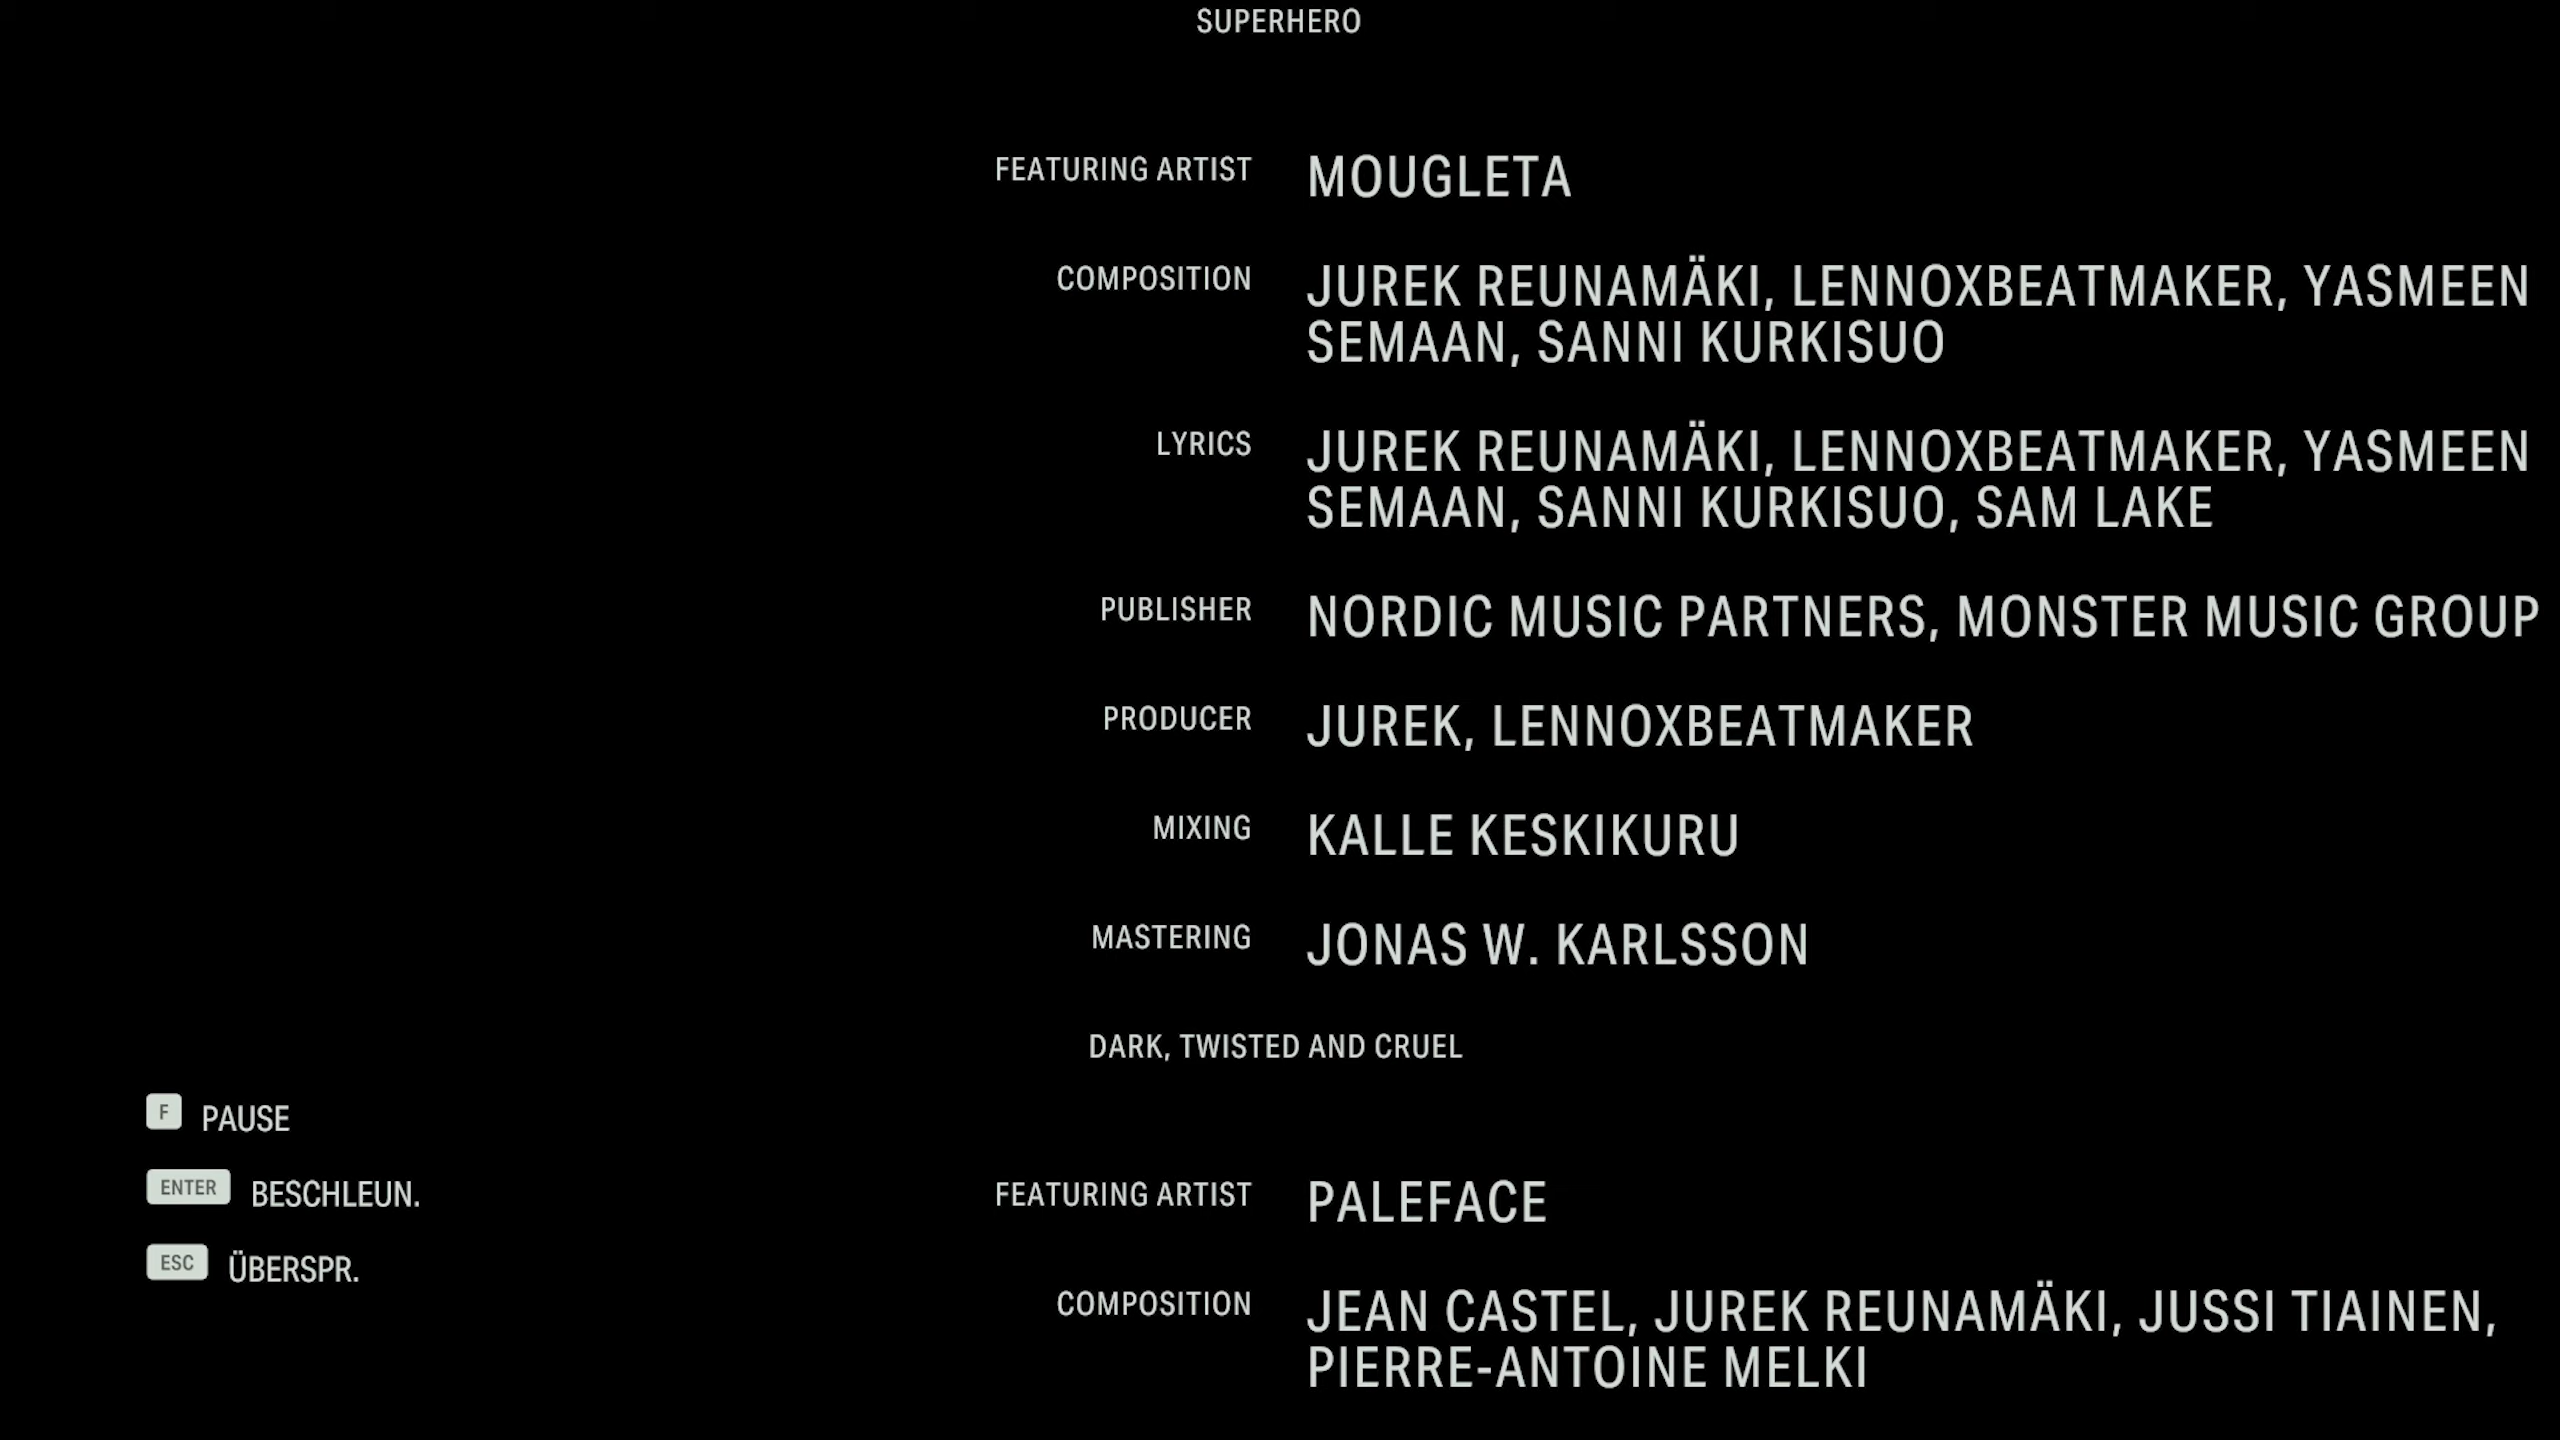 SUPERHERO
FEATURING ARTIST MOUGLETA
COMPOSITION JUREK REUNAMÄKI, LENNOXBEATMAKER, YASMEEN
SEMAAN, SANNI KURKISUO
LYRICS JUREK REUNAMÄKI, LENNOXBEATMAKER, YASMEEN
SEMAAN, SANNI KURKISUO, SAM LAKE
PUBLISHER NORDIC MUSIC PARTNERS, MONSTER MUSIC GROUP
PRODUCER JUREK, LENNOXBEATMAKER
MIXING KALLE KESKIKURU
MASTERING JONAS W. KARLSSON
DARK, TWISTED AND CRUEL
FEATURING ARTIST PALEFACE
COMPOSITION JEAN CASTEL, JUREK REUNAMÄKI, JUSSI TIAINEN,
PIERRE-ANTOINE MELKI
F PAUSE
ENTER BESCHLEUN.
ESC ÜBERSPR.